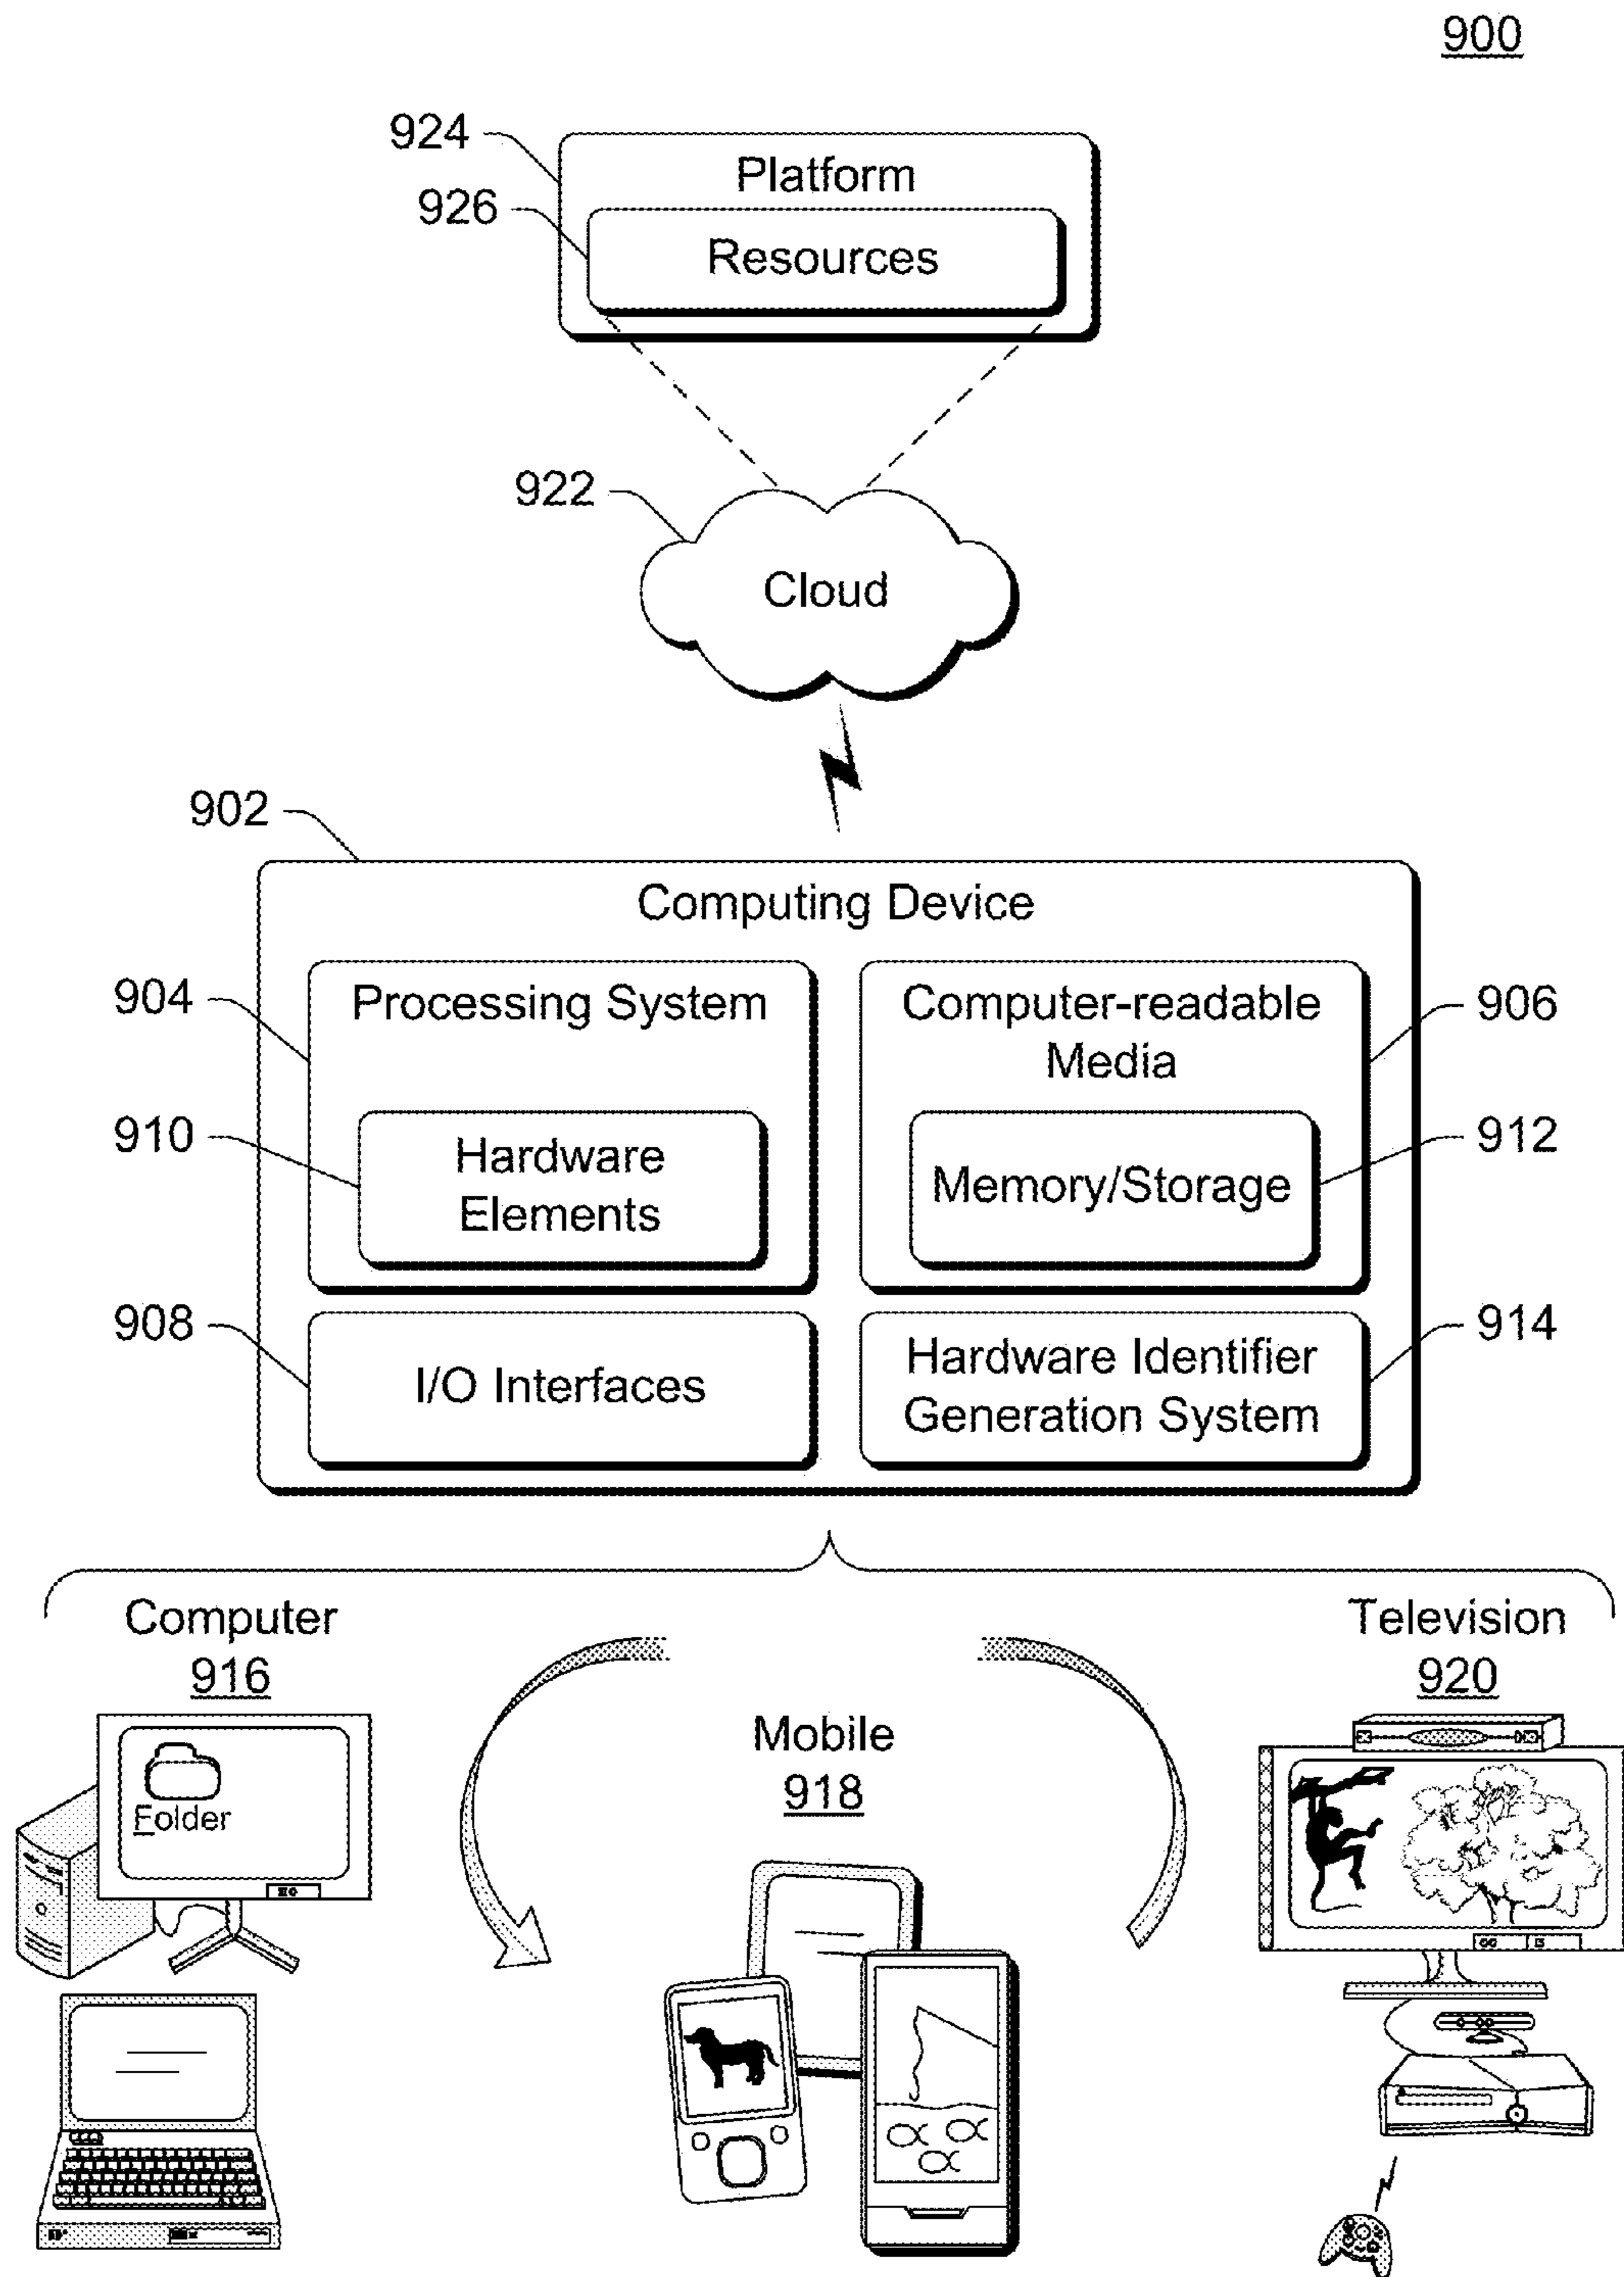 900
924
Platform
926
Resources
922
Cloud
902
Computing Device
904
Processing System
Computer-readable
Media
906
910
Hardware
Elements
Memory/Storage
912
908
I/O Interfaces
Hardware Identifier
Generation System
914
Computer
916
Folder
Mobile
918
Television
920